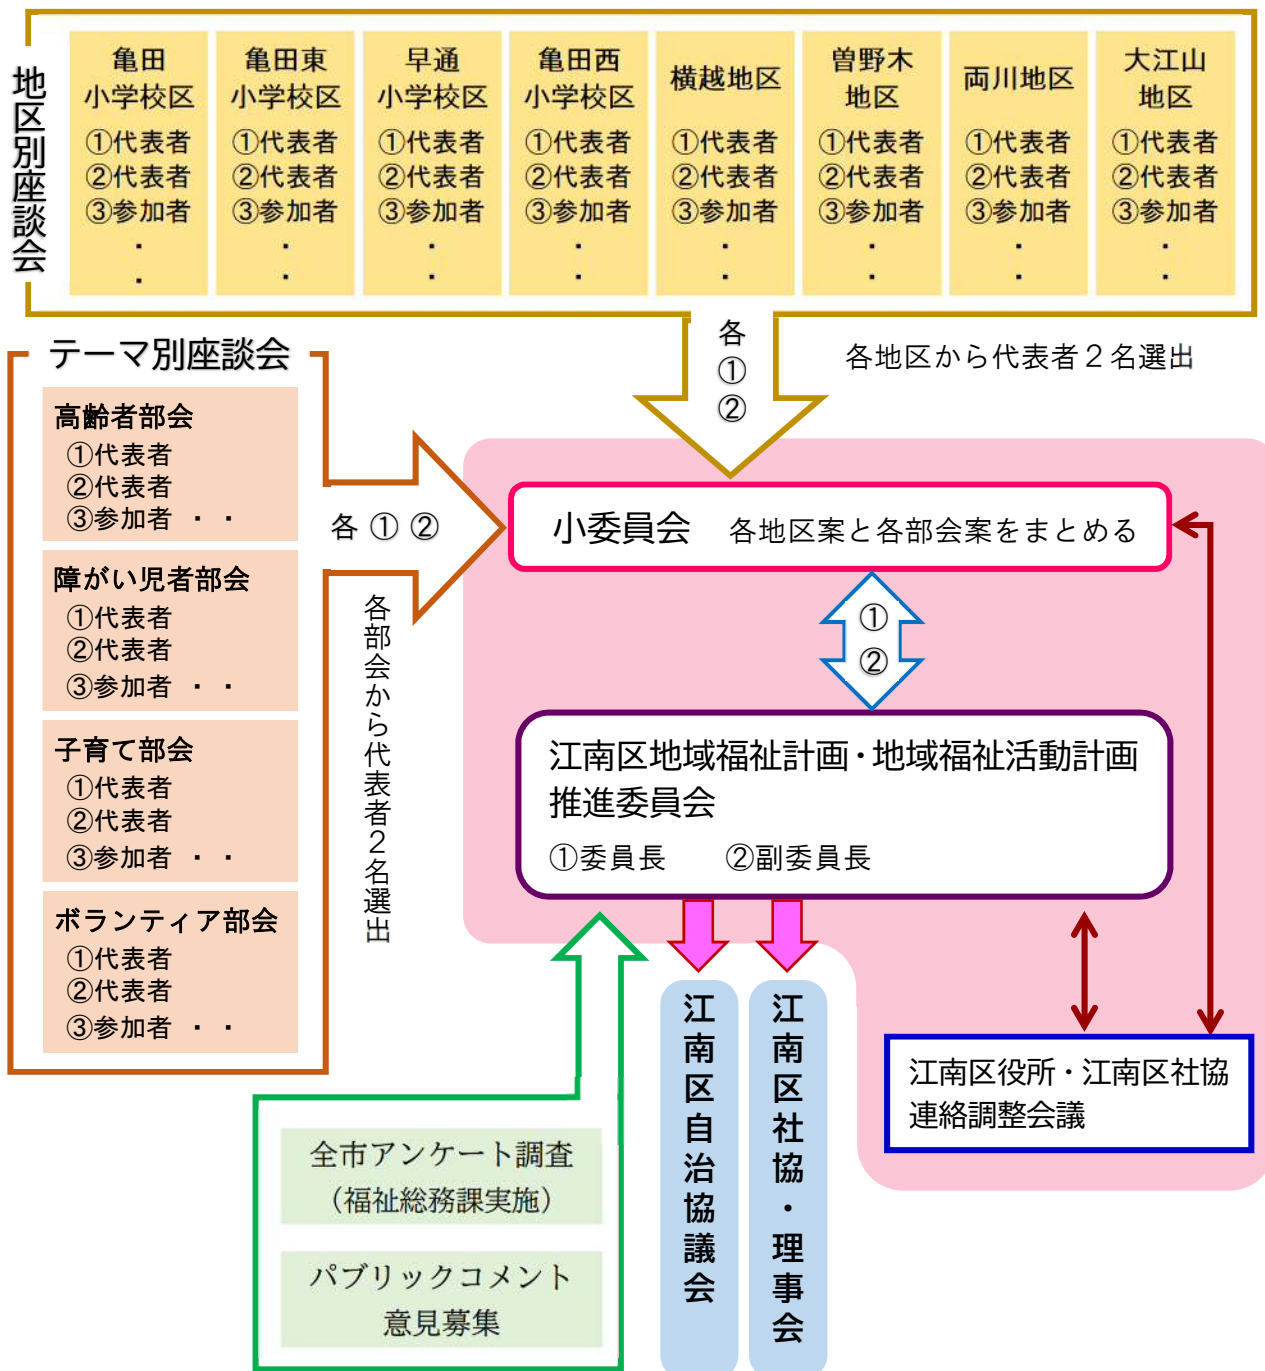 地区別座談会
亀田
小学校区
①代表者
②代表者
③参加者
・
・
亀田東
小学校区
①代表者
②代表者
③参加者
・
・
早通
小学校区
①代表者
②代表者
③参加者
・
・
亀田西
小学校区
①代表者
②代表者
③参加者
・
・
横越地区
①代表者
②代表者
③参加者
・
・
曽野木
地区
①代表者
②代表者
③参加者
・
・
両川地区
①代表者
②代表者
③参加者
・
・
大江山
地区
①代表者
②代表者
③参加者
・
・
各
①
②
各地区から代表者２名選出
テーマ別座談会
高齢者部会
①代表者
②代表者
③参加者 ・ ・
障がい児者部会
①代表者
②代表者
③参加者 ・ ・
子育て部会
①代表者
②代表者
③参加者 ・ ・
ボランティア部会
①代表者
②代表者
③参加者 ・ ・
各 ① ②
各部会から代表者２名選出
小委員会 各地区案と各部会案をまとめる
①
②
江南区地域福祉計画・地域福祉活動計画
推進委員会
①委員長 ②副委員長
江南区自治協議会
江南区社協・理事会
江南区役所・江南区社協
連絡調整会議
全市アンケート調査
（福祉総務課実施）
パブリックコメント
意見募集